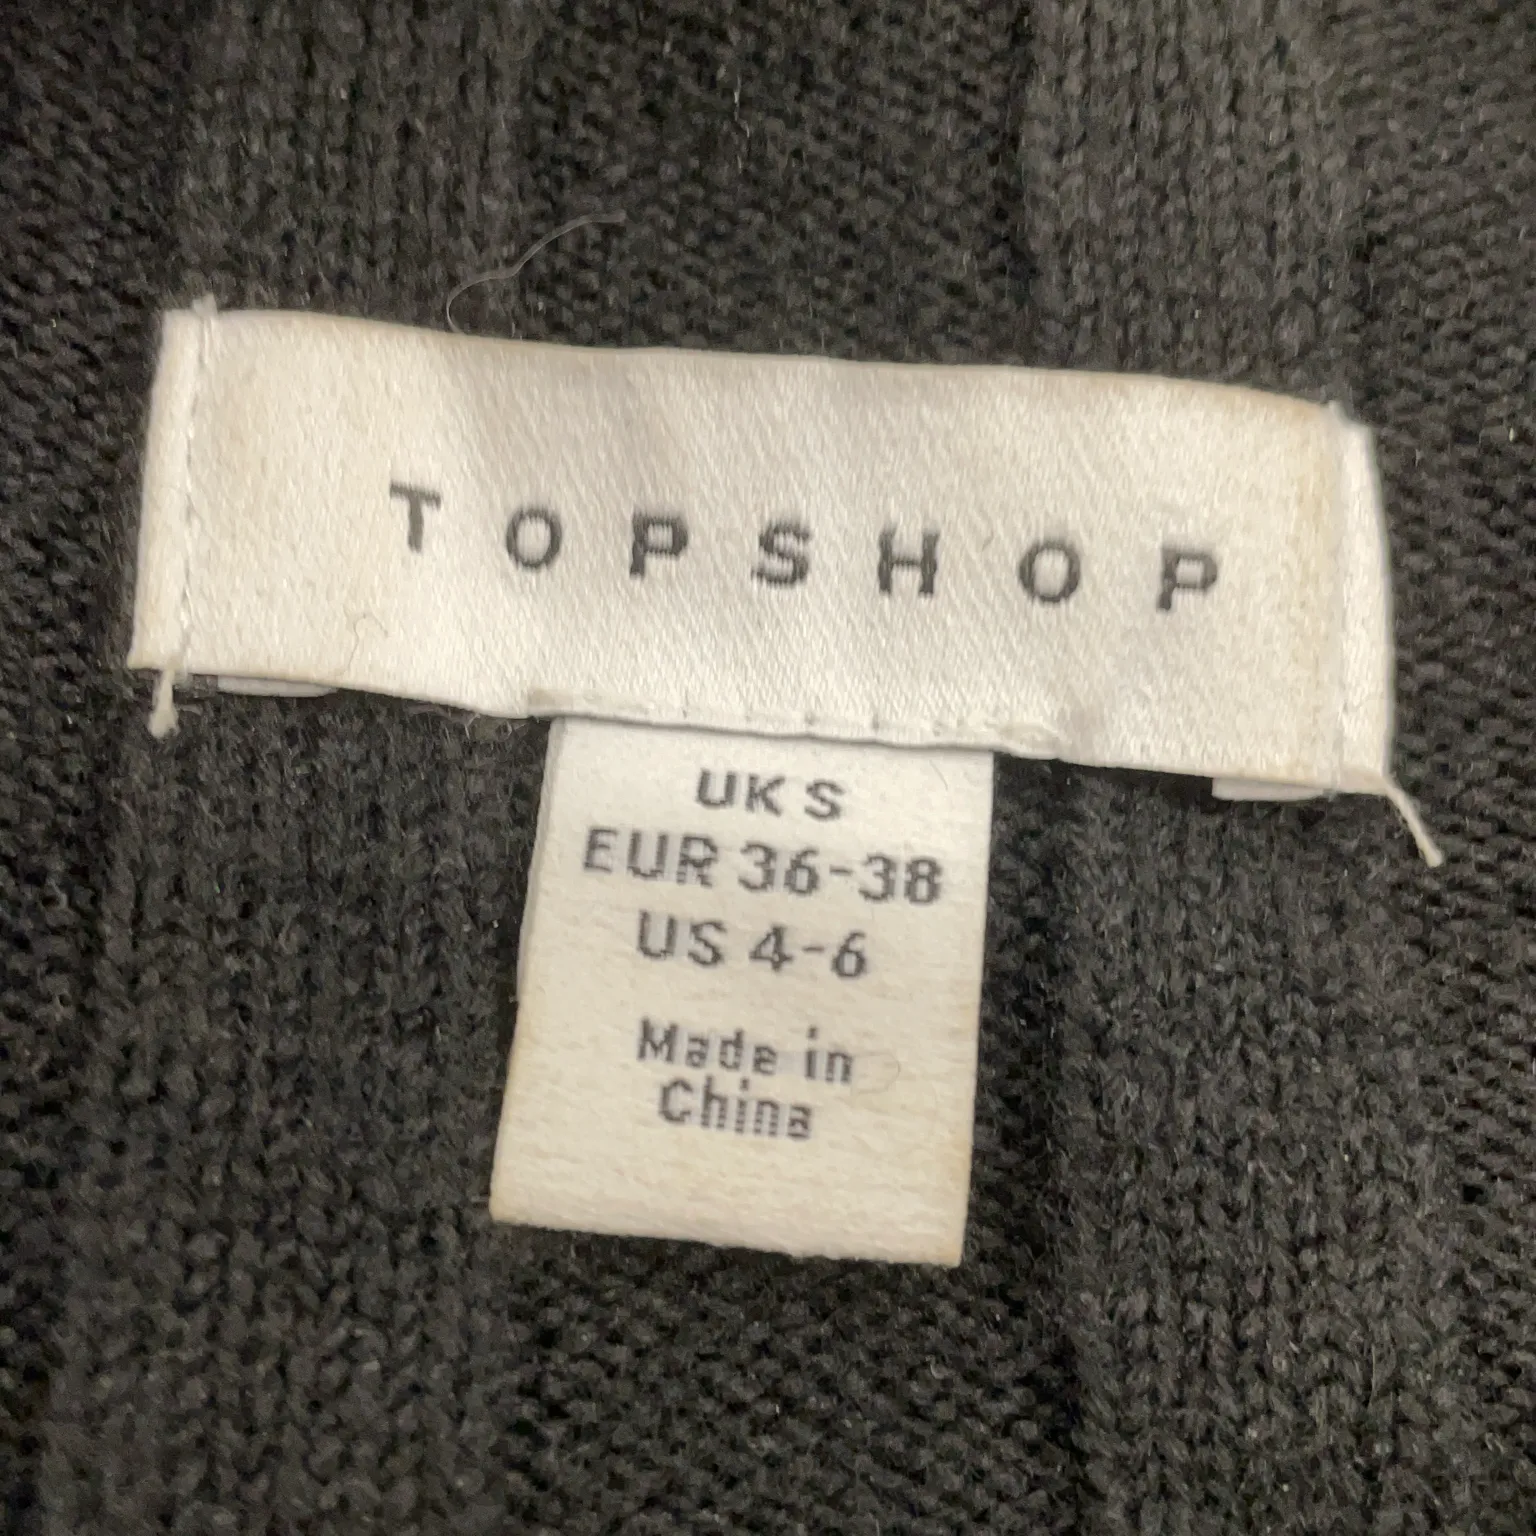 TOPSHOP
UK S
EUR 36-38
US 4-6
Made in
China